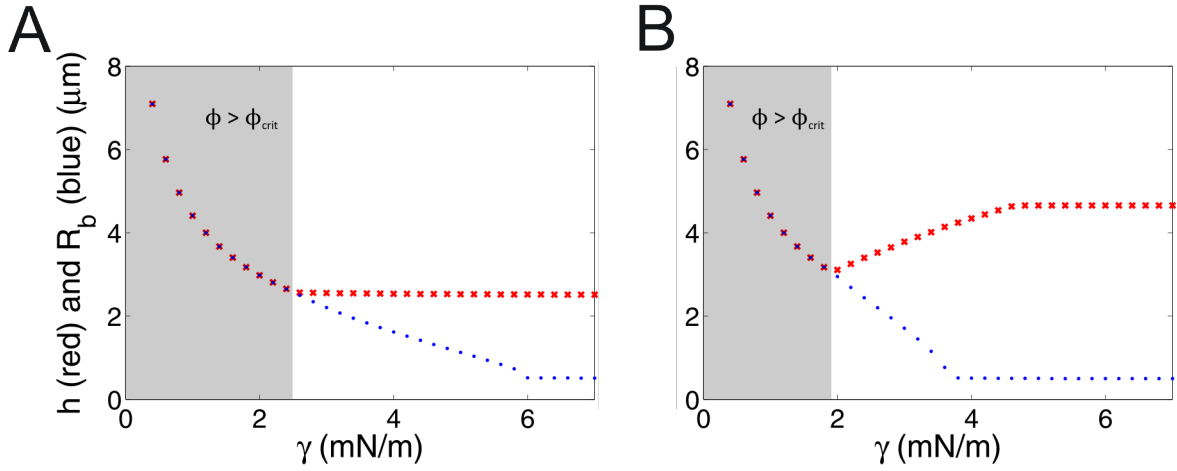 A
h (red) and R_b (blue) (μm)
8
6
4
2
0
ϕ > ϕ_crit
0 2 4 6
γ (mN/m)
B
8
6
4
2
0
ϕ > ϕ_crit
0 2 4 6
γ (mN/m)